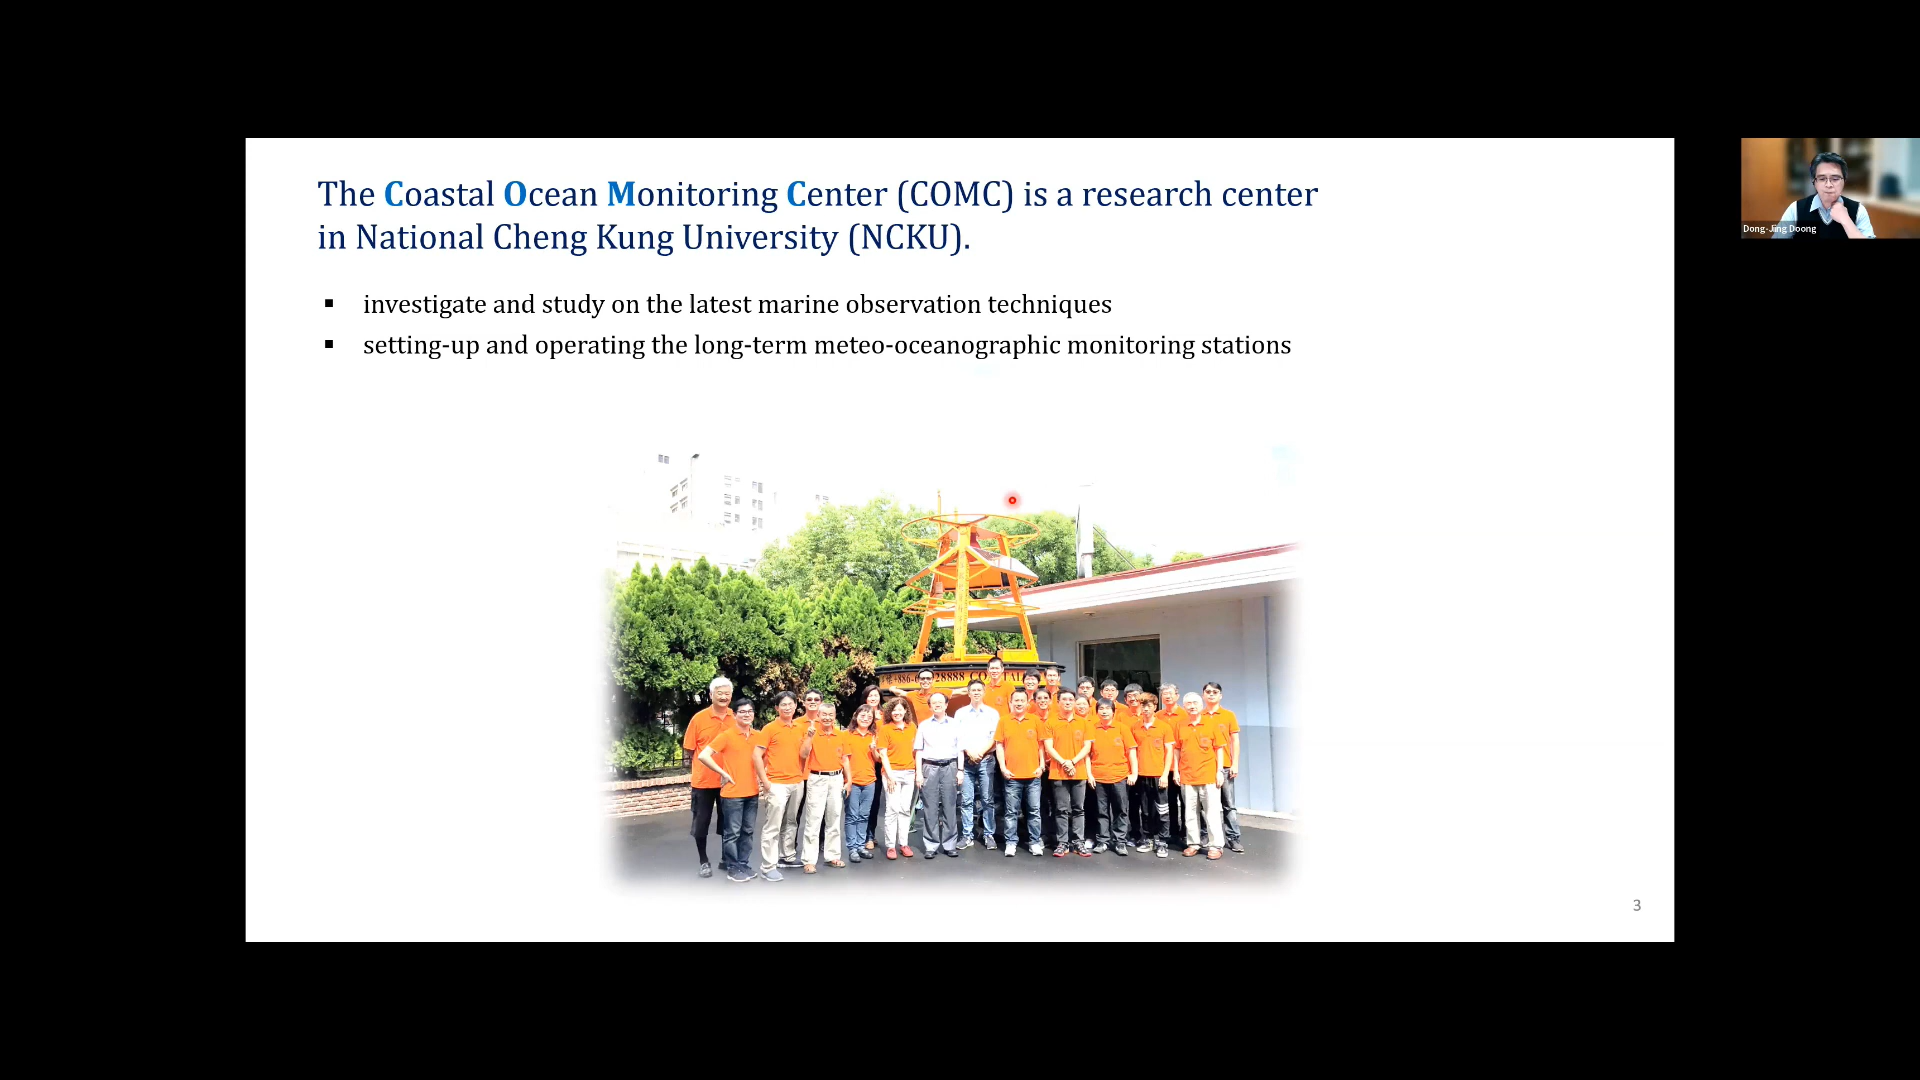 The Coastal Ocean Monitoring Center (COMC) is a research center
in National Cheng Kung University (NCKU).
▪ investigate and study on the latest marine observation techniques
▪ setting-up and operating the long-term meteo-oceanographic monitoring stations
Dong-Jing Doong
28888
3